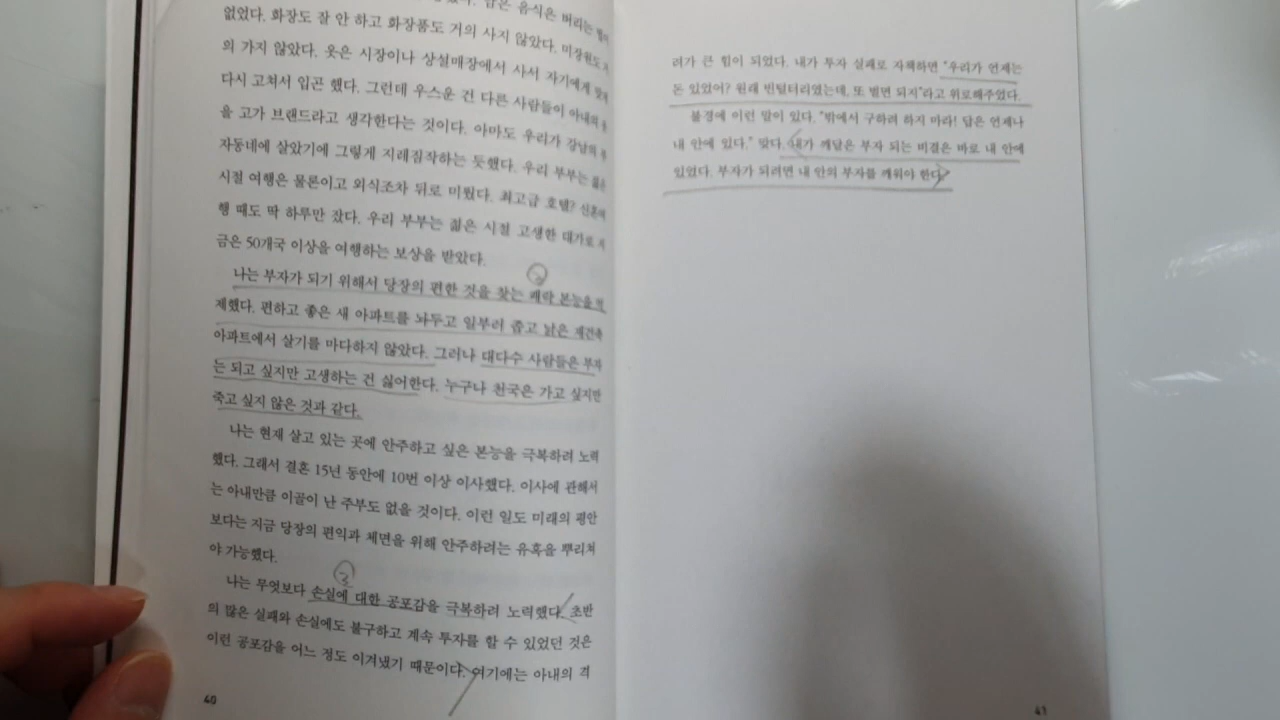 음식은 버리는
없었다. 화장도 잘 안 하고 화장품도 거의 사지 않았다. 미장원도
의 가지 않았다. 옷은 시장이나 상설매장에서 사서 자기에게 맞게
다시 고쳐서 입곤 했다. 그런데 우스운 건 다른 사람들이 아내의
을 고가 브랜드라고 생각한다는 것이다. 아마도 우리가 강남의
자동네에 살았기에 그렇게 지레짐작하는 듯했다. 우리 부부는 젊은
시절 여행은 물론이고 외식조차 뒤로 미뤘다. 최고급 호텔? 신혼여
행 때도 딱 하루만 잤다. 우리 부부는 젊은 시절 고생한 대가로 지
금은 50개국 이상을 여행하는 보상을 받았다.
②
나는 부자가 되기 위해서 당장의 편한 것을 찾는 쾌락 본능을 억
제했다. 편하고 좋은 새 아파트를 놔두고 일부러 좁고 낡은 재건축
아파트에서 살기를 마다하지 않았다. 그러나 대다수 사람들은 부자
는 되고 싶지만 고생하는 건 싫어한다. 누구나 천국은 가고 싶지만
죽고 싶지 않은 것과 같다.
나는 현재 살고 있는 곳에 안주하고 싶은 본능을 극복하려 노력
했다. 그래서 결혼 15년 동안에 10번 이상 이사했다. 이사에 관해서
는 아내만큼 이골이 난 주부도 없을 것이다. 이런 일도 미래의 평안
보다는 지금 당장의 편익과 체면을 위해 안주하려는 유혹을 뿌리쳐
야 가능했다.
③
나는 무엇보다 손실에 대한 공포감을 극복하려 노력했다. 초반
의 많은 실패와 손실에도 불구하고 계속 투자를 할 수 있었던 것은
이런 공포감을 어느 정도 이겨냈기 때문이다. 여기에는 아내의 격
40
려가 큰 힘이 되었다. 내가 투자 실패로 자책하면 “우리가 언제는
돈 있었어? 원래 빈털터리였는데, 또 벌면 되지”라고 위로해주었다.
불경에 이런 말이 있다. “밖에서 구하려 하지 마라! 답은 언제나
내 안에 있다.” 맞다. 내가 깨달은 부자 되는 비결은 바로 내 안에
있었다. 부자가 되려면 내 안의 부자를 깨워야 한다.
41